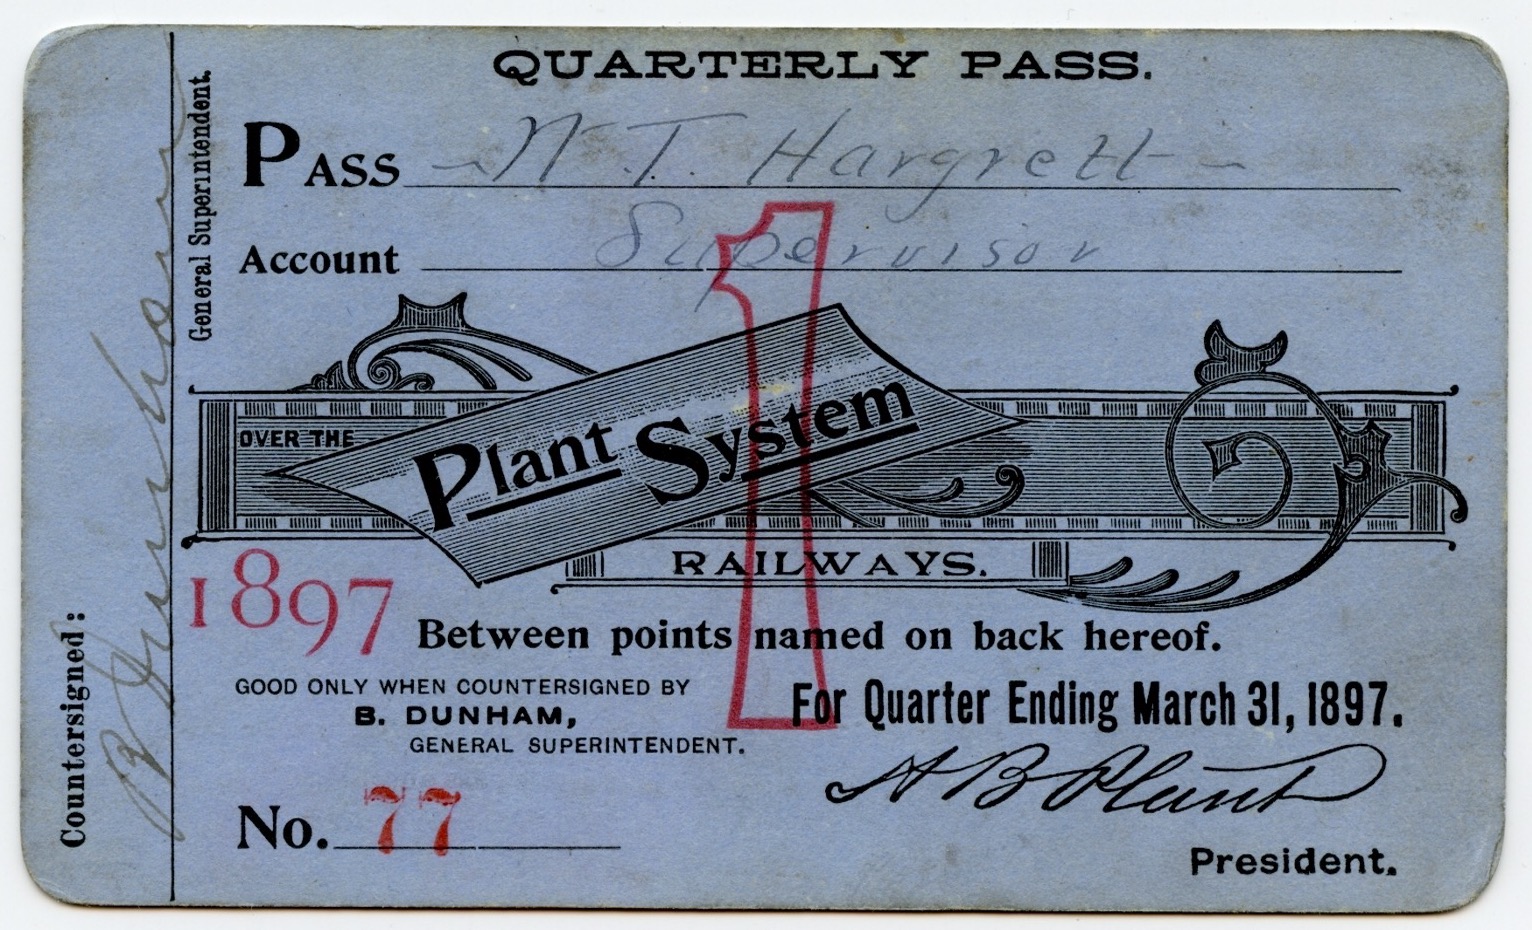 QUARTERLY PASS.
PASS N. T. Hargrett
Account Supervisor
1
OVER THE
Plant System
RAILWAYS.
1897
Between points named on back hereof.
GOOD ONLY WHEN COUNTERSIGNED BY
B. DUNHAM,
GENERAL SUPERINTENDENT.
For Quarter Ending March 31, 1897.
H B Plant
President.
No. 77
Countersigned:
B Dunham
General Superintendent.